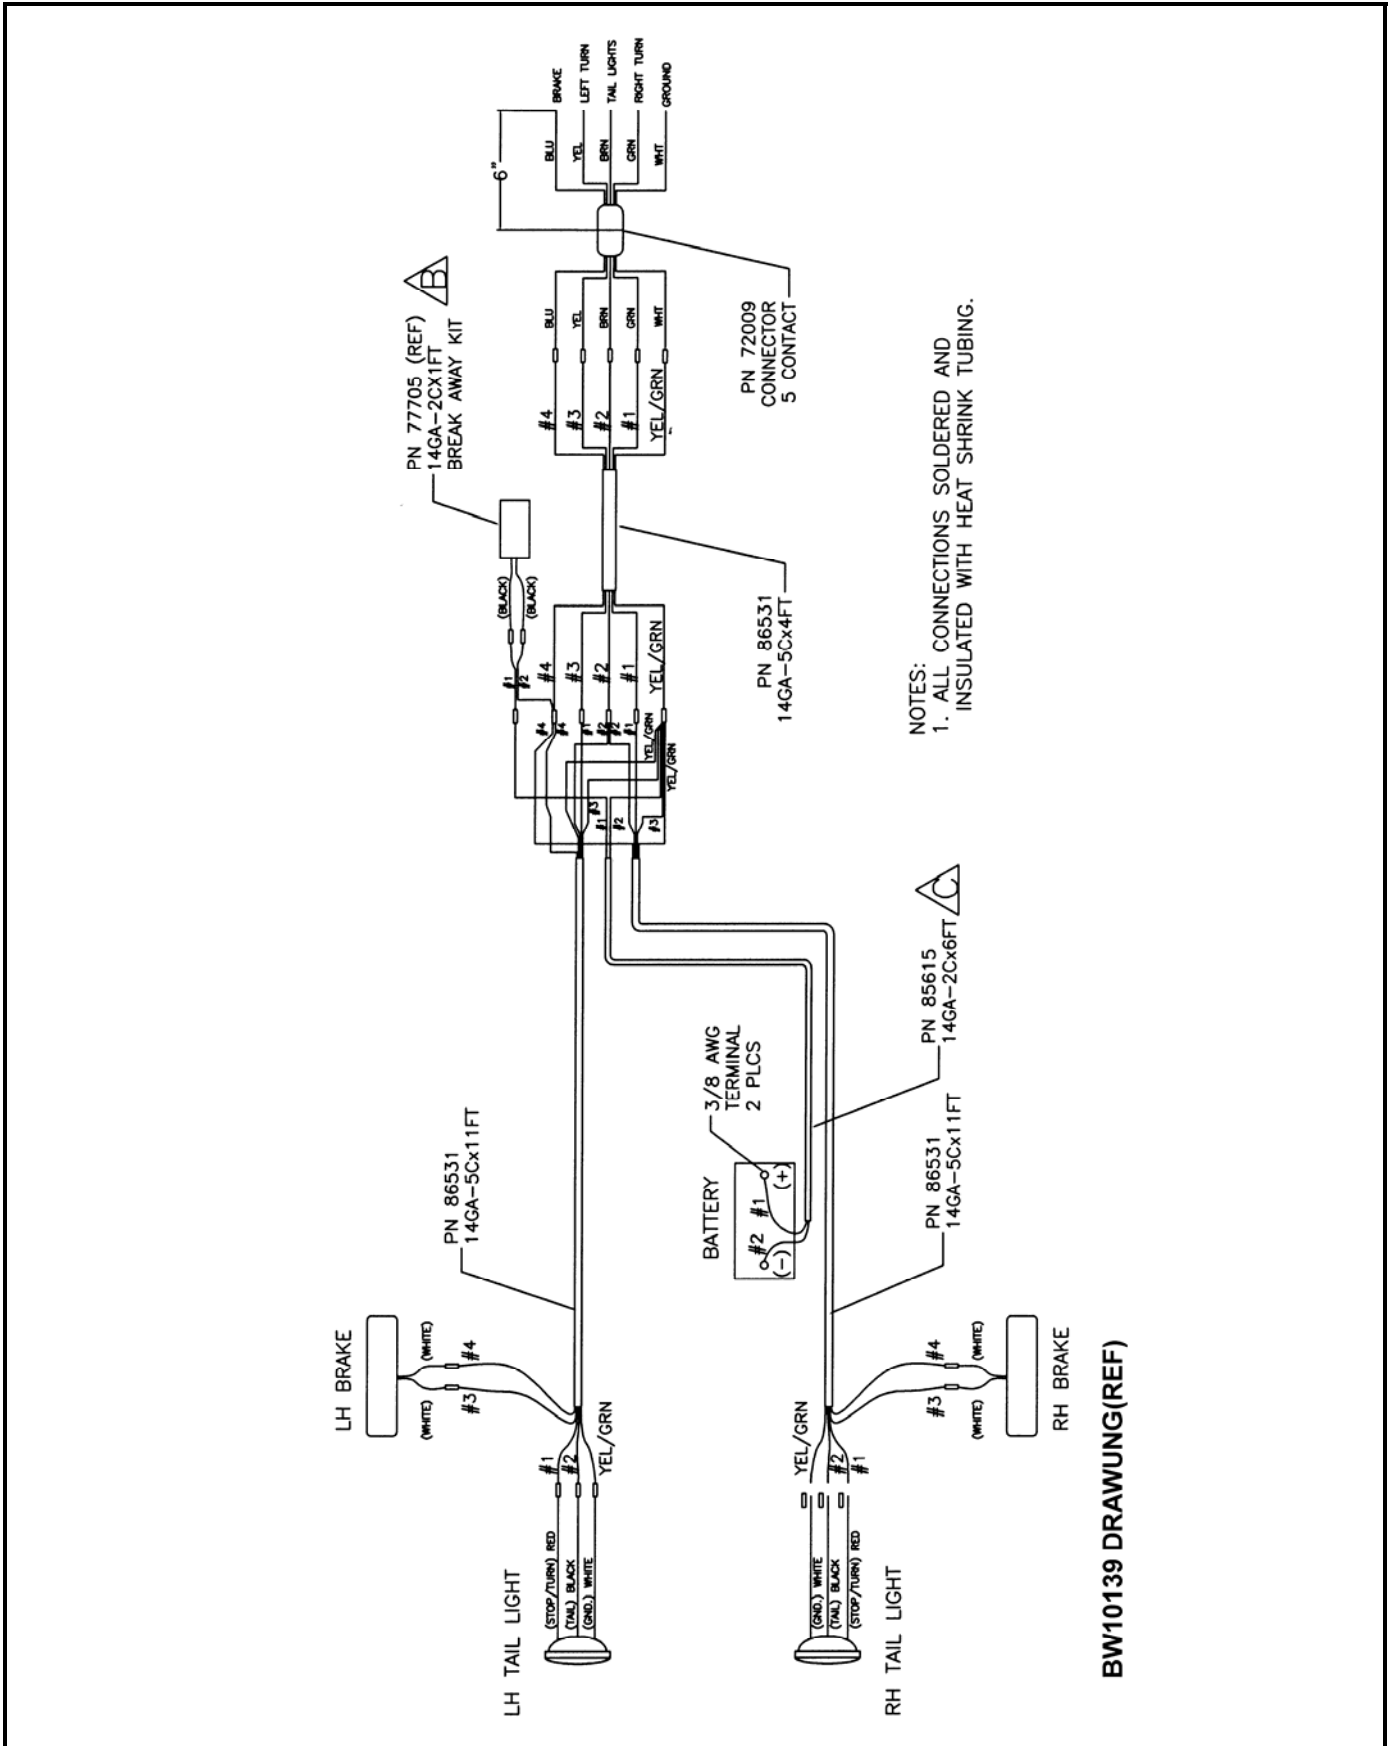 BRAKE
LEFT TURN
TAIL LIGHTS
RIGHT TURN
GROUND
BLU
YEL
BRN
GRN
WHT
6"
B
PN 77705 (REF)
14GA-2CX1FT
BREAK AWAY KIT
BLU
YEL
BRN
GRN
WHT
PN 72009
CONNECTOR
5 CONTACT
#4
#3
#2
#1
YEL/GRN
(BLACK)
(BLACK)
PN 86531
14GA-5Cx4FT
NOTES:
1. ALL CONNECTIONS SOLDERED AND
INSULATED WITH HEAT SHRINK TUBING.
#1
#2
#4
#3
#2
#1
YEL/GRN
#4
#4
#1
#2
#2
#1
YEL/GRN
YEL/GRN
#3
#1
#2
#3
C
PN 85615
14GA-2Cx6FT
3/8 AWG
TERMINAL
2 PLCS
BATTERY
#1
(+)
#2
(-)
PN 86531
14GA-5Cx11FT
PN 86531
14GA-5Cx11FT
LH BRAKE
(WHITE)
(WHITE)
#4
#3
#1
#2
YEL/GRN
(STOP/TURN) RED
(TAIL) BLACK
(GND.) WHITE
LH TAIL LIGHT
YEL/GRN
#2
#1
#4
#3
(WHITE)
(WHITE)
RH BRAKE
(GND.) WHITE
(TAIL) BLACK
(STOP/TURN) RED
RH TAIL LIGHT
BW10139 DRAWUNG(REF)